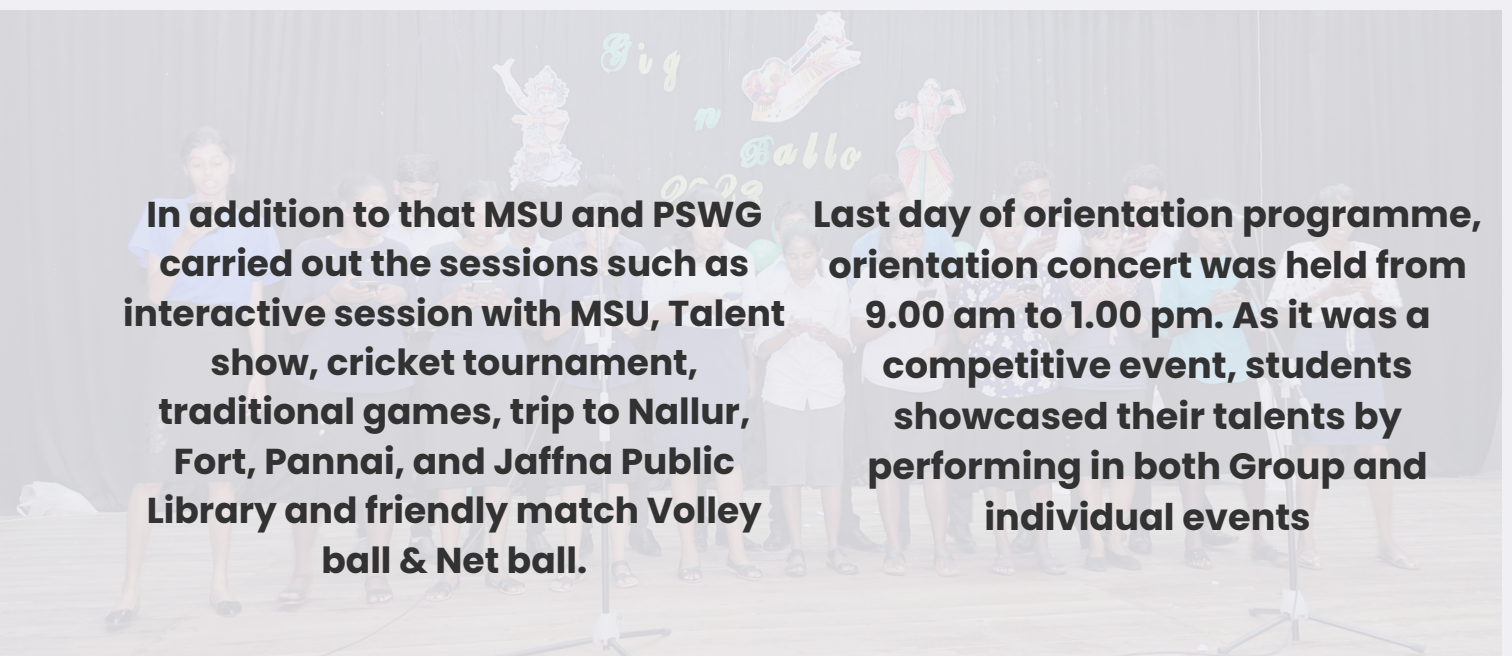 Gig
n
Ballo
2023
In addition to that MSU and PSWG
carried out the sessions such as
interactive session with MSU, Talent
show, cricket tournament,
traditional games, trip to Nallur,
Fort, Pannai, and Jaffna Public
Library and friendly match Volley
ball & Net ball.
Last day of orientation programme,
orientation concert was held from
9.00 am to 1.00 pm. As it was a
competitive event, students
showcased their talents by
performing in both Group and
individual events